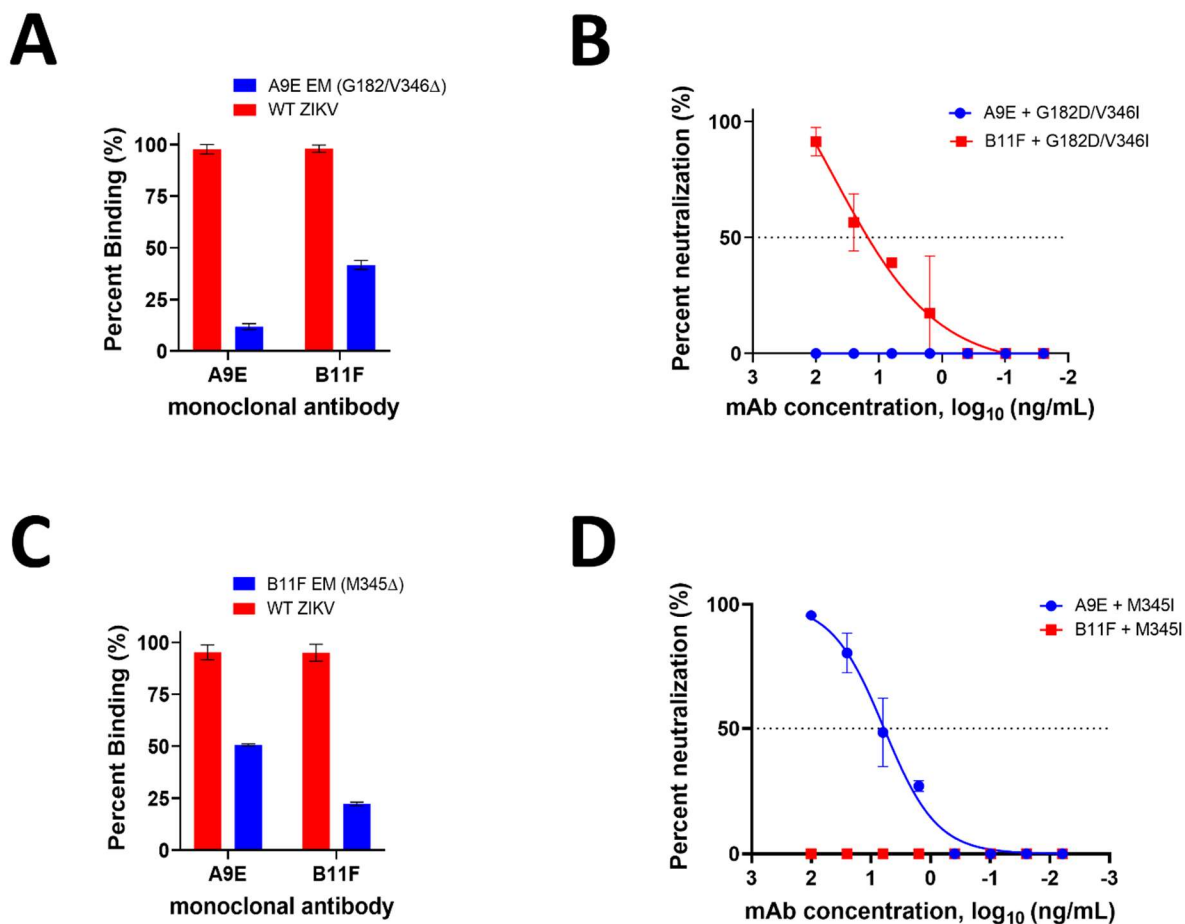 A
A9E EM (G182/V346Δ)
WT ZIKV
Percent Binding (%)
100
75
50
25
0
A9E
B11F
monoclonal antibody
B
A9E + G182D/V346I
B11F + G182D/V346I
Percent neutralization (%)
100
50
0
3 2 1 0 -1 -2
mAb concentration, log₁₀ (ng/mL)
C
B11F EM (M345Δ)
WT ZIKV
Percent Binding (%)
100
75
50
25
0
A9E
B11F
monoclonal antibody
D
A9E + M345I
B11F + M345I
Percent neutralization (%)
100
50
0
3 2 1 0 -1 -2 -3
mAb concentration, log₁₀ (ng/mL)